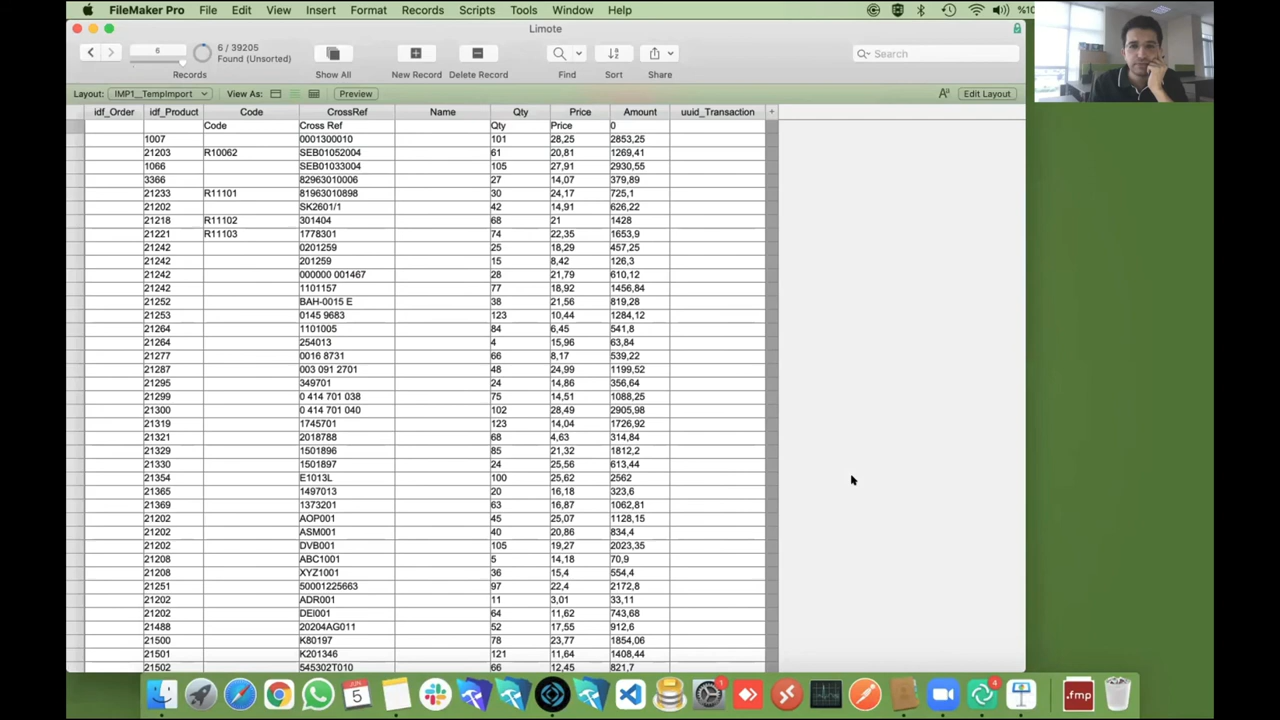 FileMaker Pro File Edit View Insert Format Records Scripts Tools Window Help
Limote
6 6 / 39205 Found (Unsorted)
Search
Records Show All New Record Delete Record Find Sort Share
Layout: IMP1__TempImport View As: Preview Edit Layout
idf_Order idf_Product Code CrossRef Name Qty Price Amount uuid_Transaction +
Code Cross Ref Qty Price 0
1007 0001300010 101 28,25 2853,25
21203 R10062 SEB01052004 61 20,81 1269,41
1066 SEB01033004 105 27,91 2930,55
3366 82963010006 27 14,07 379,89
21233 R11101 81963010898 30 24,17 725,1
21202 SK2601/1 42 14,91 626,22
21218 R11102 301404 68 21 1428
21221 R11103 1778301 74 22,35 1653,9
21242 0201259 25 18,29 457,25
21242 201259 15 8,42 126,3
21242 000000 001467 28 21,79 610,12
21242 1101157 77 18,92 1456,84
21252 BAH-0015 E 38 21,56 819,28
21253 0145 9683 123 10,44 1284,12
21264 1101005 84 6,45 541,8
21264 254013 4 15,96 63,84
21277 0016 8731 66 8,17 539,22
21287 003 091 2701 48 24,99 1199,52
21295 349701 24 14,86 356,64
21299 0 414 701 038 75 14,51 1088,25
21300 0 414 701 040 102 28,49 2905,98
21319 1745701 123 14,04 1726,92
21321 2018788 68 4,63 314,84
21329 1501896 85 21,32 1812,2
21330 1501897 24 25,56 613,44
21354 E1013L 100 25,62 2562
21365 1497013 20 16,18 323,6
21369 1373201 63 16,87 1062,81
21202 AOP001 45 25,07 1128,15
21202 ASM001 40 20,86 834,4
21202 DVB001 105 19,27 2023,35
21208 ABC1001 5 14,18 70,9
21208 XYZ1001 36 15,4 554,4
21251 50001225663 97 22,4 2172,8
21202 ADR001 11 3,01 33,11
21202 DEI001 64 11,62 743,68
21488 20204AG011 52 17,55 912,6
21500 K80197 78 23,77 1854,06
21501 K201346 121 11,64 1408,44
21502 545302T010 66 12,45 821,7
JUN 5 1 4 .fmp